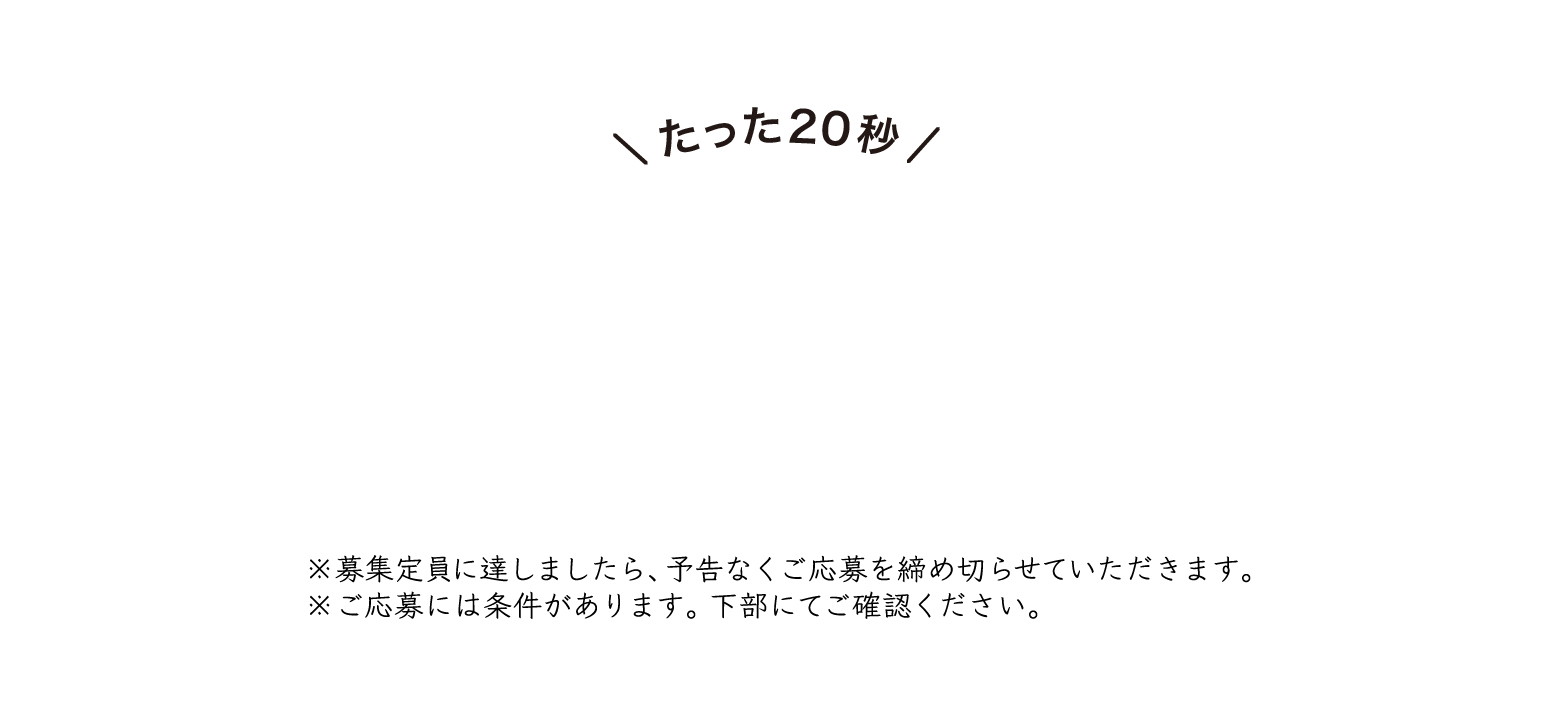 \ たった20秒 /
※募集定員に達しましたら、予告なくご応募を締め切らせていただきます。
※ご応募には条件があります。下部にてご確認ください。